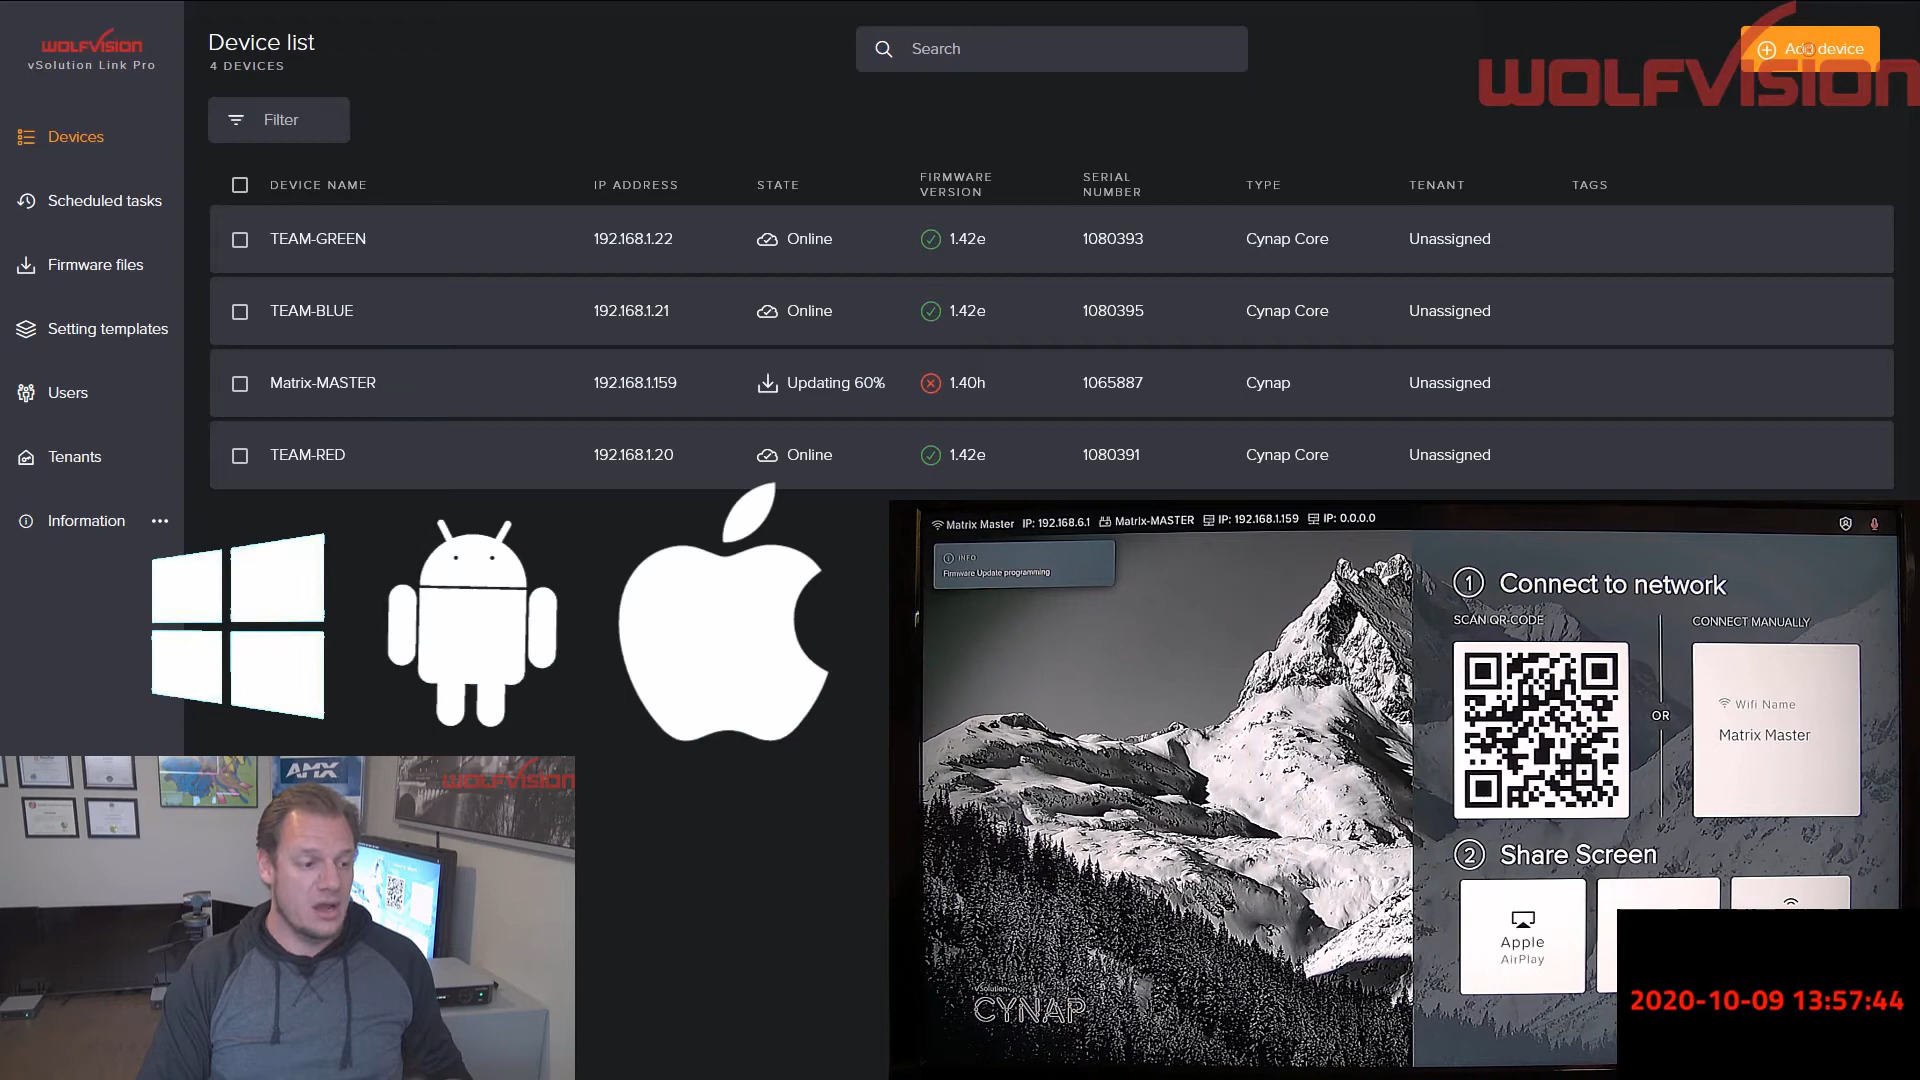 WOLFVISION
vSolution Link Pro
Devices
Scheduled tasks
Firmware files
Setting templates
Users
Tenants
Information
Device list
4 DEVICES
Search
Add device
WOLFVISION
Filter
DEVICE NAME IP ADDRESS STATE FIRMWARE VERSION SERIAL NUMBER TYPE TENANT TAGS
TEAM-GREEN 192.168.1.22 Online 1.42e 1080393 Cynap Core Unassigned
TEAM-BLUE 192.168.1.21 Online 1.42e 1080395 Cynap Core Unassigned
Matrix-MASTER 192.168.1.159 Updating 60% 1.40h 1065887 Cynap Unassigned
TEAM-RED 192.168.1.20 Online 1.42e 1080391 Cynap Core Unassigned
Matrix Master IP: 192.168.6.1 Matrix-MASTER IP: 192.168.1.159 IP: 0.0.0.0
INFO
Firmware Update programming
1 Connect to network
SCAN QR-CODE
OR
CONNECT MANUALLY
Wifi Name
Matrix Master
2 Share Screen
Apple
AirPlay
vSolution
CYNAP
AMX
WOLFVISION
2020-10-09 13:57:44